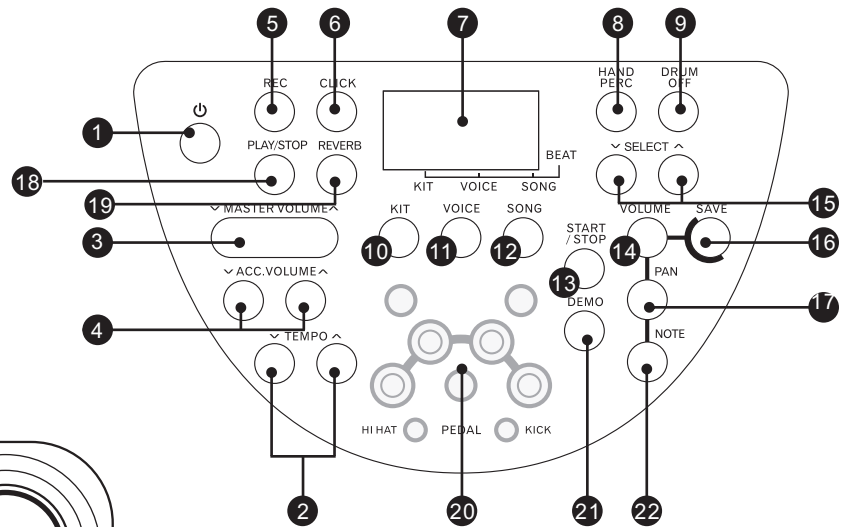 5 6 7 8 9
REC CLICK HAND PERC DRUM OFF
1
PLAY/STOP REVERB BEAT SELECT
18 KIT VOICE SONG
19 15
MASTER VOLUME KIT VOICE SONG VOLUME SAVE
3 10 11 12 START /STOP 14 16
ACC.VOLUME 13 PAN 17
4 DEMO
TEMPO NOTE
HI HAT PEDAL KICK
2 20 21 22